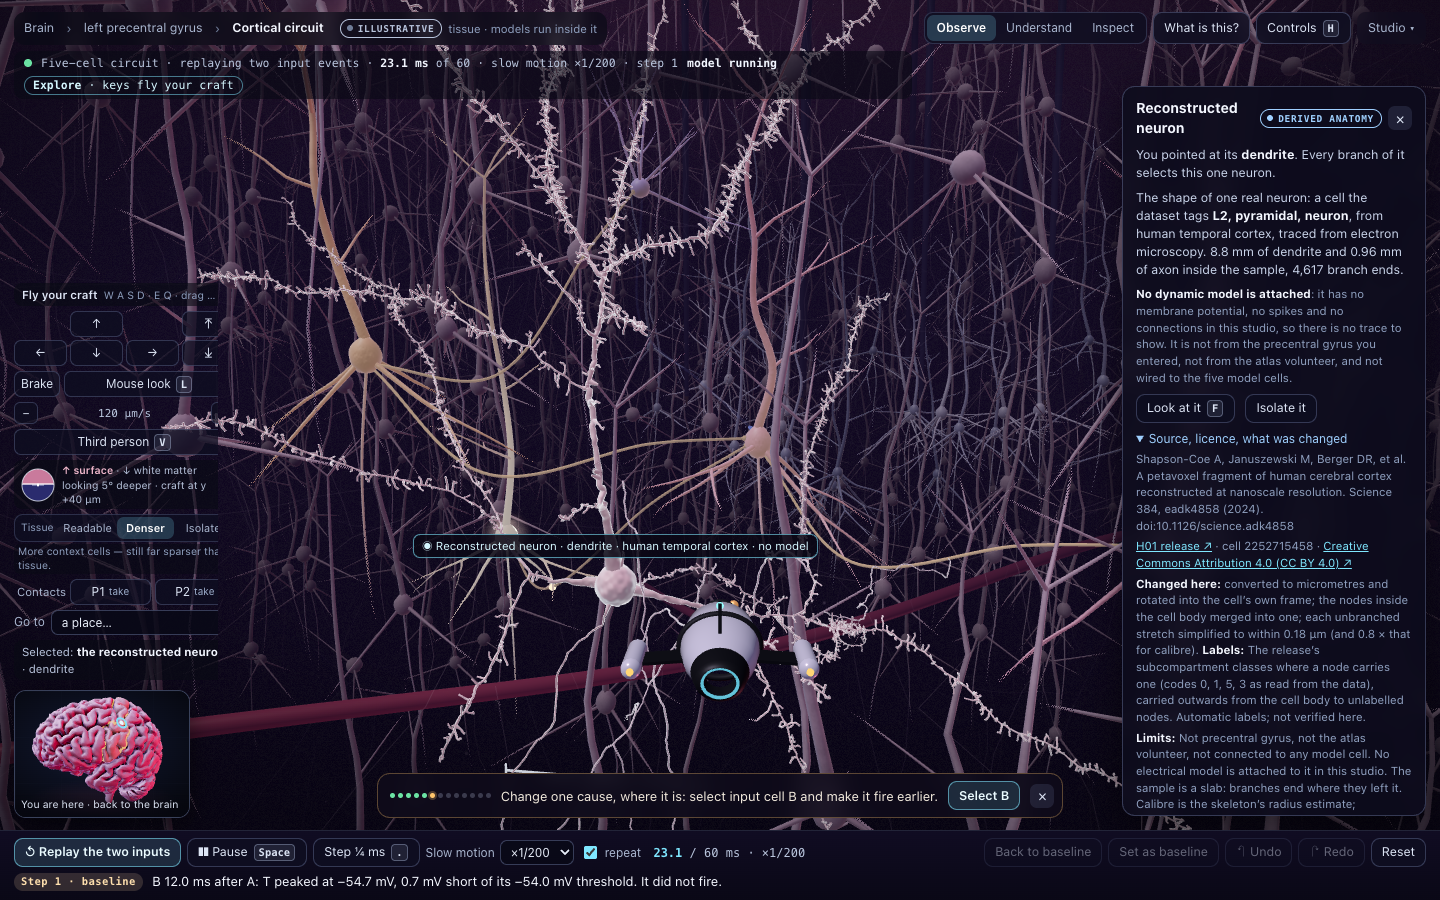 Brain › left precentral gyrus › Cortical circuit ILLUSTRATIVE tissue · models run inside it
Observe Understand Inspect What is this? Controls H Studio
Five-cell circuit · replaying two input events · 23.1 ms of 60 · slow motion ×1/200 · step 1 model running
Explore · keys fly your craft
Fly your craft W A S D · E Q · drag ...
↑ ⤒
← ↓ → ⤓
Brake Mouse look L
− 120 µm/s
Third person V
↑ surface · ↓ white matter
looking 5° deeper · craft at y
+40 µm
Tissue Readable Denser Isolate
More context cells — still far sparser tha
tissue.
Contacts P1 take P2 take
Go to a place...
Selected: the reconstructed neuro
· dendrite
You are here · back to the brain
Reconstructed neuron · dendrite · human temporal cortex · no model
Change one cause, where it is: select input cell B and make it fire earlier. Select B ×
Reconstructed
neuron
DERIVED ANATOMY ×
You pointed at its dendrite. Every branch of it
selects this one neuron.
The shape of one real neuron: a cell the
dataset tags L2, pyramidal, neuron, from
human temporal cortex, traced from electron
microscopy. 8.8 mm of dendrite and 0.96 mm
of axon inside the sample, 4,617 branch ends.
No dynamic model is attached: it has no
membrane potential, no spikes and no
connections in this studio, so there is no trace to
show. It is not from the precentral gyrus you
entered, not from the atlas volunteer, and not
wired to the five model cells.
Look at it F Isolate it
▼ Source, licence, what was changed
Shapson-Coe A, Januszewski M, Berger DR, et al.
A petavoxel fragment of human cerebral cortex
reconstructed at nanoscale resolution. Science
384, eadk4858 (2024).
doi:10.1126/science.adk4858
H01 release ↗ · cell 2252715458 · Creative
Commons Attribution 4.0 (CC BY 4.0) ↗
Changed here: converted to micrometres and
rotated into the cell's own frame; the nodes inside
the cell body merged into one; each unbranched
stretch simplified to within 0.18 µm (and 0.8 × that
for calibre). Labels: The release's
subcompartment classes where a node carries
one (codes 0, 1, 5, 3 as read from the data),
carried outwards from the cell body to unlabelled
nodes. Automatic labels; not verified here.
Limits: Not precentral gyrus, not the atlas
volunteer, not connected to any model cell. No
electrical model is attached to it in this studio. The
sample is a slab: branches end where they left it.
Calibre is the skeleton's radius estimate;
Replay the two inputs Pause Space Step ¼ ms . Slow motion ×1/200 repeat 23.1 / 60 ms · ×1/200
Back to baseline Set as baseline Undo Redo Reset
Step 1 · baseline B 12.0 ms after A: T peaked at −54.7 mV, 0.7 mV short of its −54.0 mV threshold. It did not fire.